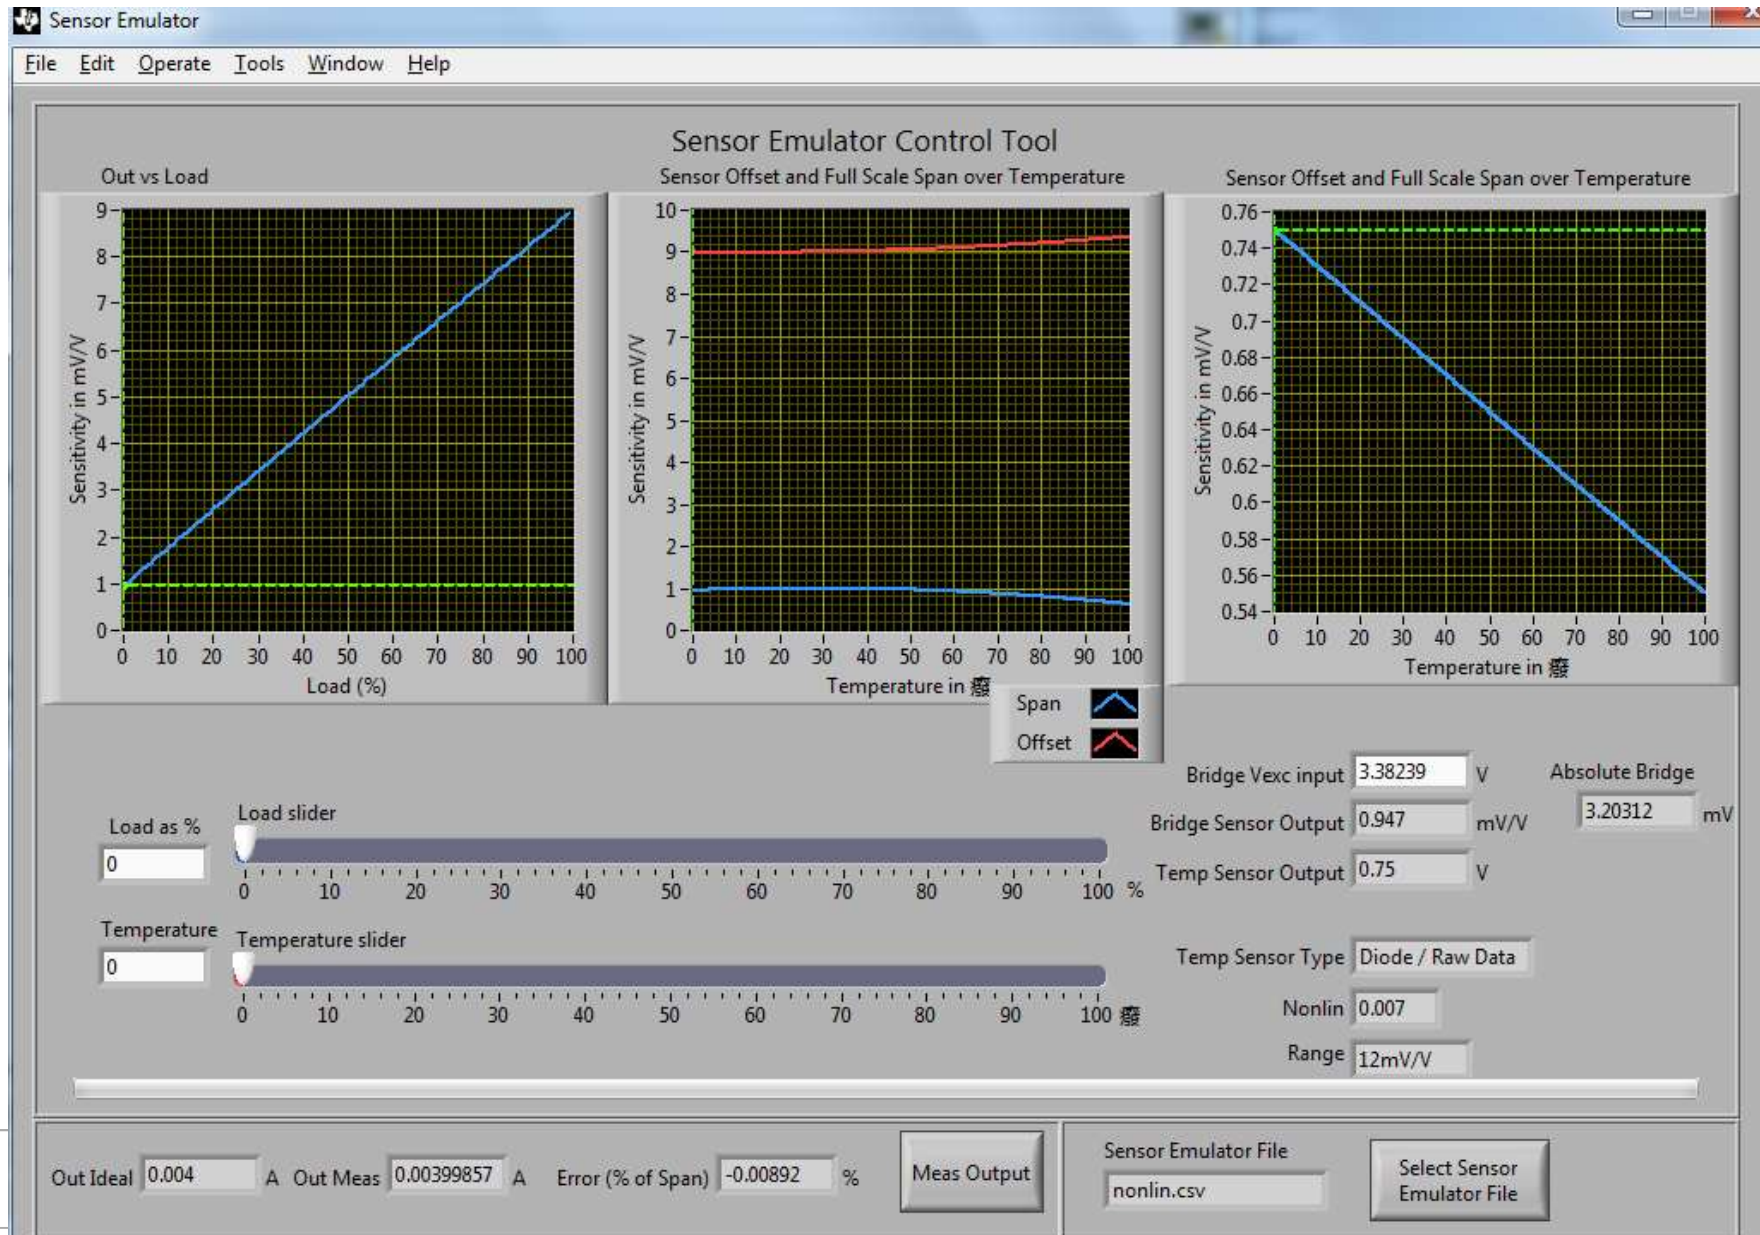 Sensor Emulator
File Edit Operate Tools Window Help
Sensor Emulator Control Tool
Out vs Load
Sensor Offset and Full Scale Span over Temperature
Sensor Offset and Full Scale Span over Temperature
Sensitivity in mV/V
9
8
7
6
5
4
3
2
1
0
0 10 20 30 40 50 60 70 80 90 100
Load (%)
Sensitivity in mV/V
10
9
8
7
6
5
4
3
2
1
0
0 10 20 30 40 50 60 70 80 90 100
Temperature in 癈
Span
Offset
Sensitivity in mV/V
0.76
0.74
0.72
0.7
0.68
0.66
0.64
0.62
0.6
0.58
0.56
0.54
0 10 20 30 40 50 60 70 80 90 100
Temperature in 癈
Bridge Vexc input 3.38239 V
Absolute Bridge
3.20312 mV
Bridge Sensor Output 0.947 mV/V
Temp Sensor Output 0.75 V
Load as %
0
Load slider
0 10 20 30 40 50 60 70 80 90 100 %
Temperature
0
Temperature slider
0 10 20 30 40 50 60 70 80 90 100 癈
Temp Sensor Type Diode / Raw Data
Nonlin 0.007
Range 12mV/V
Out Ideal 0.004 A Out Meas 0.00399857 A Error (% of Span) -0.00892 %
Meas Output
Sensor Emulator File
nonlin.csv
Select Sensor
Emulator File